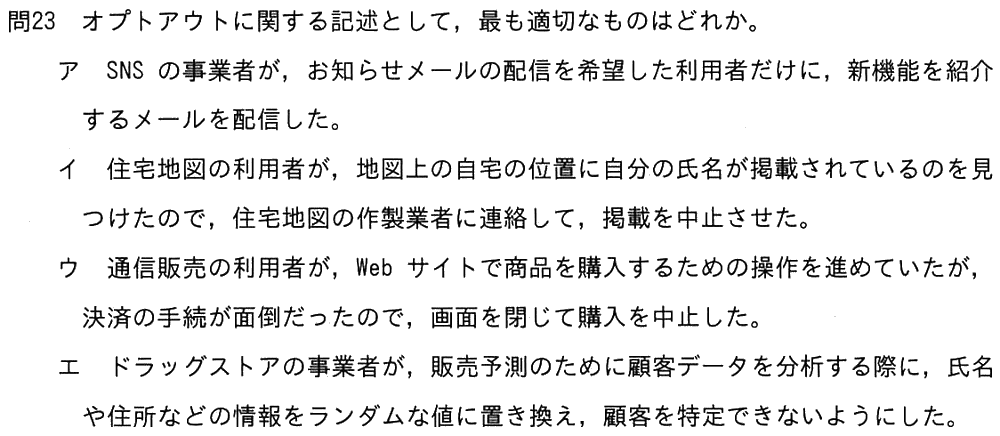 問23　オプトアウトに関する記述として，最も適切なものはどれか。
ア　SNS の事業者が，お知らせメールの配信を希望した利用者だけに，新機能を紹介
するメールを配信した。
イ　住宅地図の利用者が，地図上の自宅の位置に自分の氏名が掲載されているのを見
つけたので，住宅地図の作製業者に連絡して，掲載を中止させた。
ウ　通信販売の利用者が，Web サイトで商品を購入するための操作を進めていたが，
決済の手続が面倒だったので，画面を閉じて購入を中止した。
エ　ドラッグストアの事業者が，販売予測のために顧客データを分析する際に，氏名
や住所などの情報をランダムな値に置き換え，顧客を特定できないようにした。